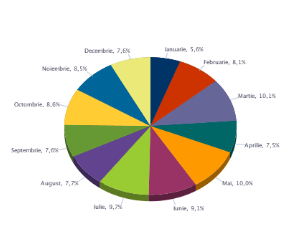 Ianuarie, 5,6%
Februarie, 8,1%
Martie, 10,1%
Aprilie, 7,5%
Mai, 10,0%
Iunie, 9,1%
Iulie, 9,7%
August, 7,7%
Septembrie, 7,6%
Octombrie, 8,6%
Noiembrie, 8,5%
Decembrie, 7,6%